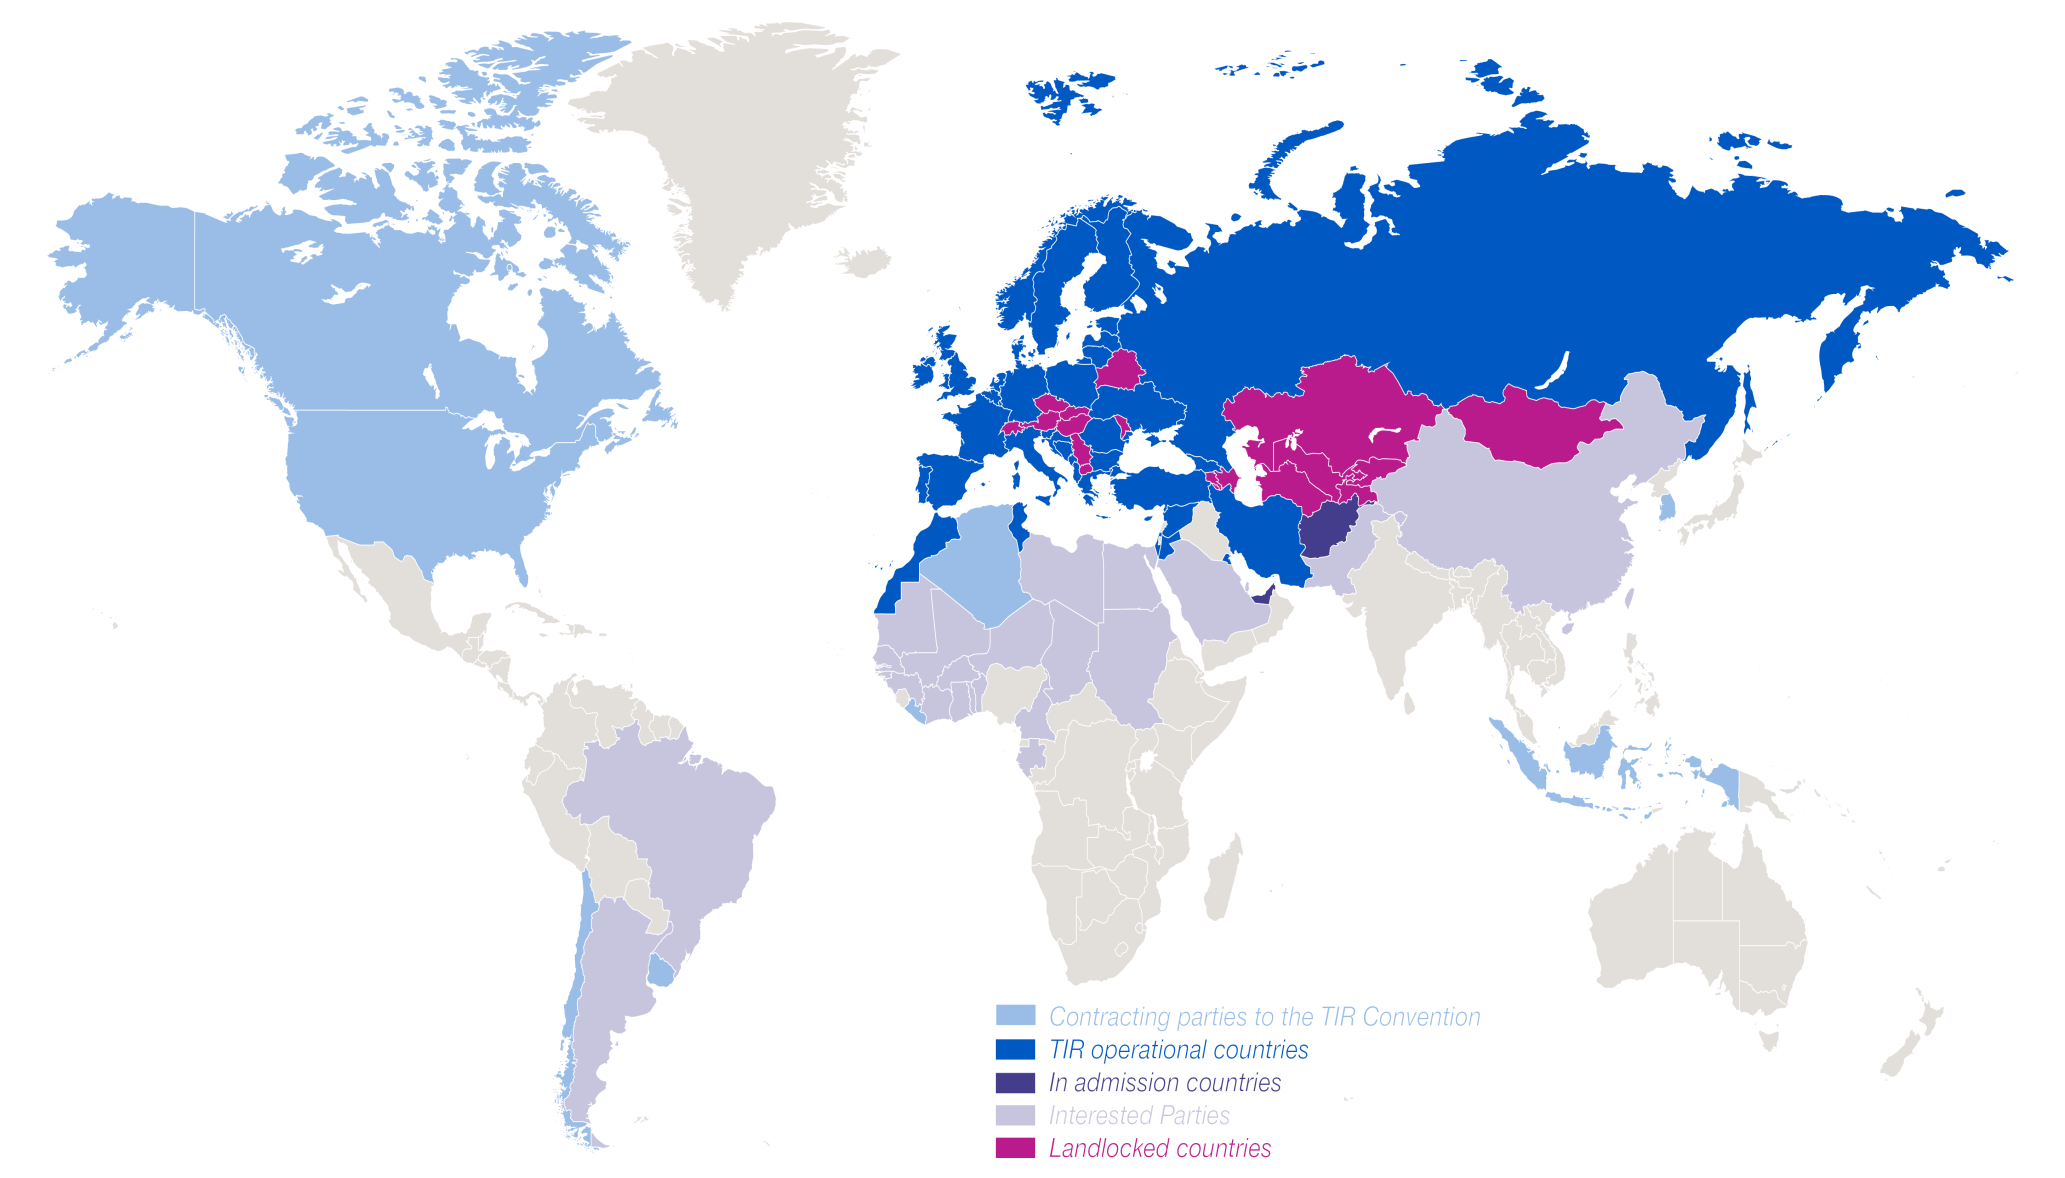 Contracting parties to the TIR Convention
TIR operational countries
In admission countries
Interested Parties
Landlocked countries